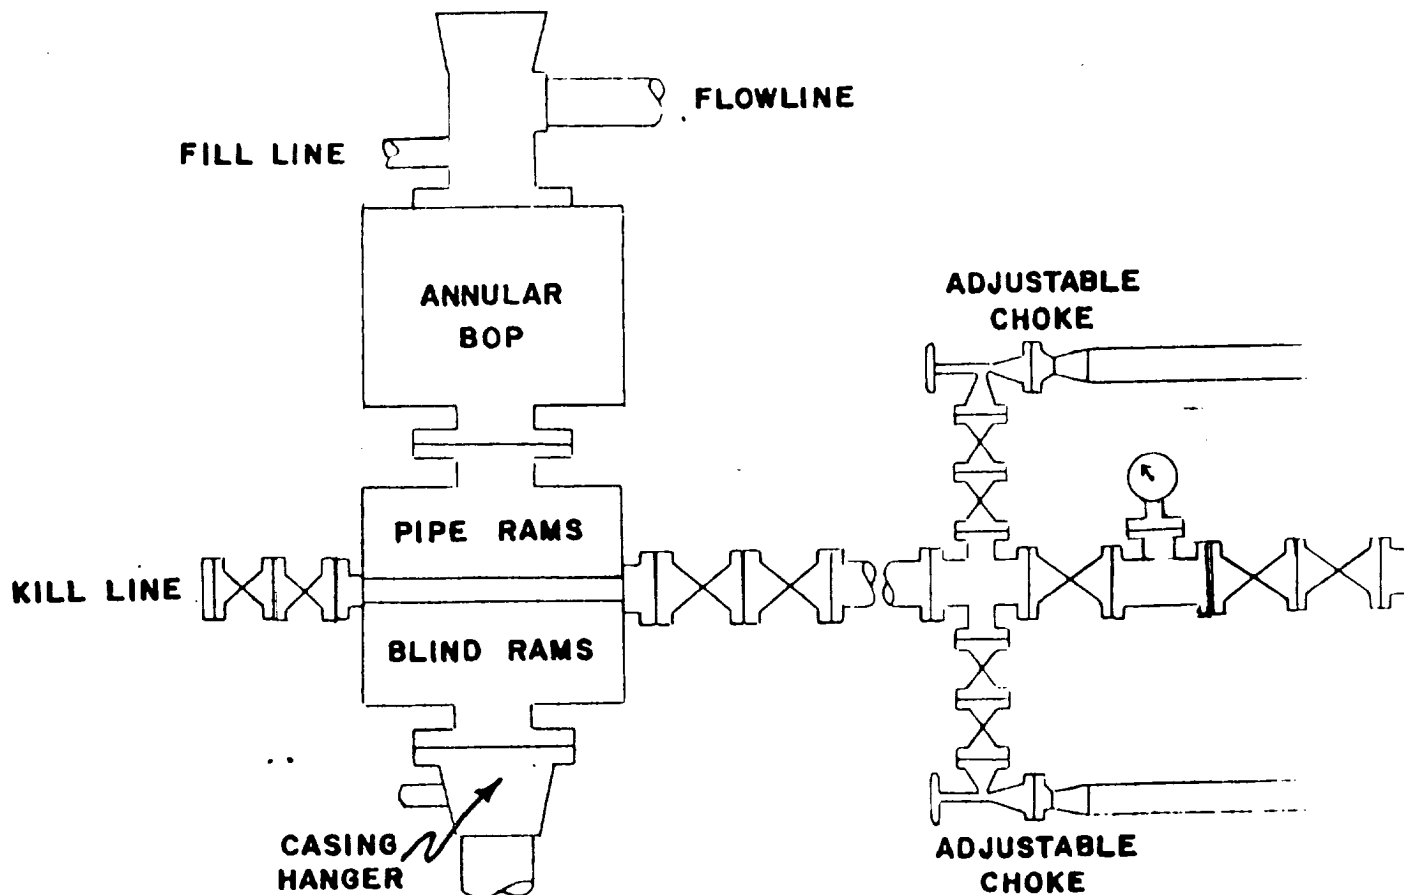 FLOWLINE
FILL LINE
ANNULAR
BOP
ADJUSTABLE
CHOKE
PIPE RAMS
KILL LINE
BLIND RAMS
CASING
HANGER
ADJUSTABLE
CHOKE